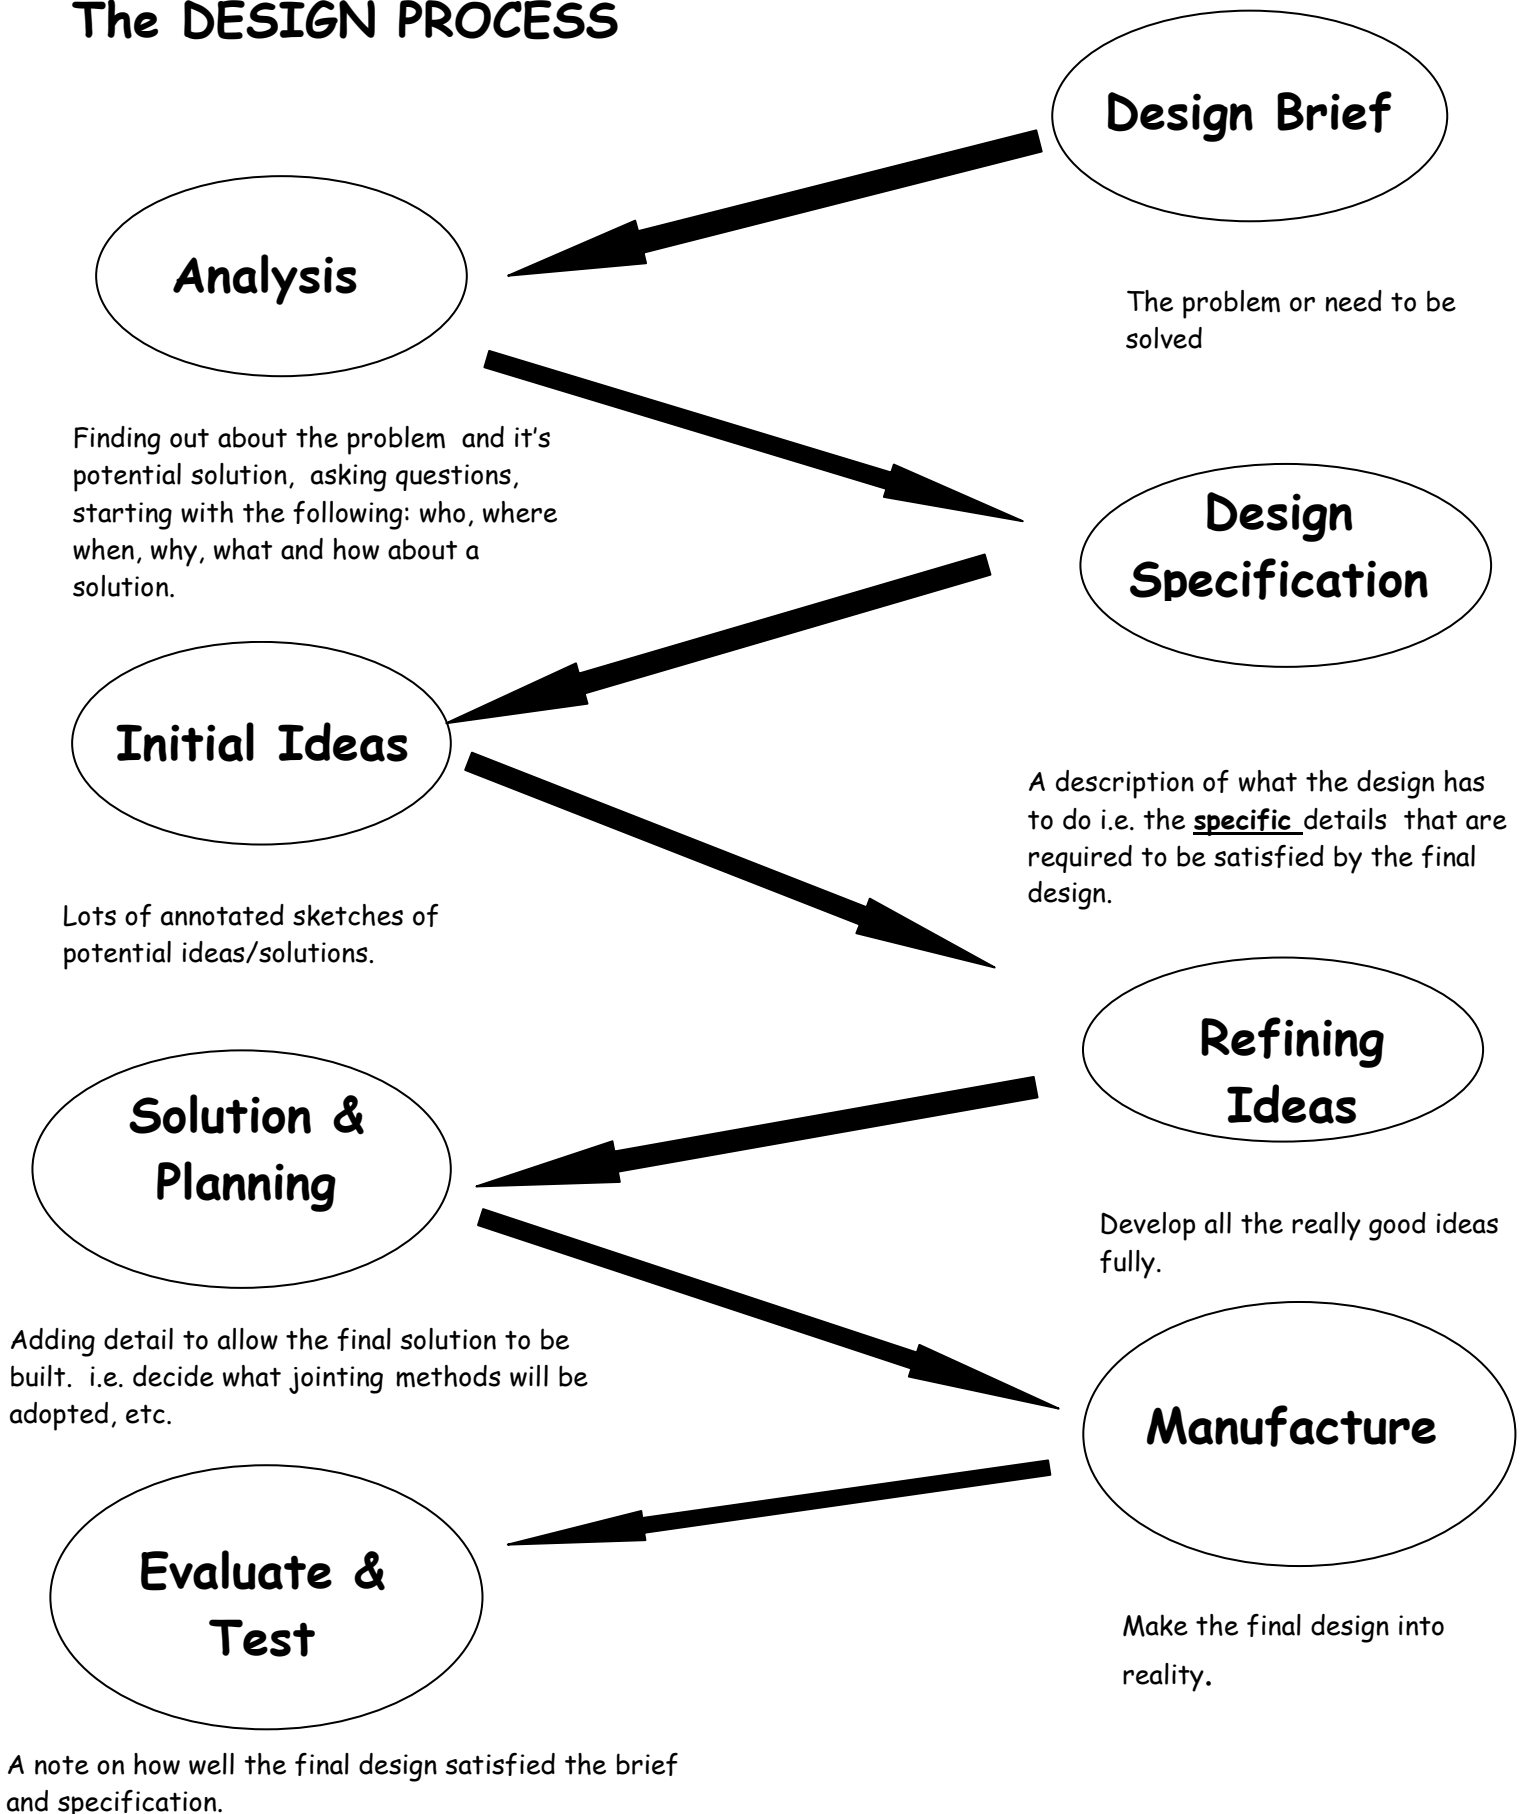 The DESIGN PROCESS
Design Brief
The problem or need to be
solved
Analysis
Finding out about the problem  and it's
potential solution,  asking questions,
starting with the following: who, where
when, why, what and how about a
solution.
Design
Specification
A description of what the design has
to do i.e. the specific details  that are
required to be satisfied by the final
design.
Initial Ideas
Lots of annotated sketches of
potential ideas/solutions.
Refining
Ideas
Develop all the really good ideas
fully.
Solution &
Planning
Adding detail to allow the final solution to be
built.  i.e. decide what jointing methods will be
adopted, etc.
Manufacture
Make the final design into
reality.
Evaluate &
Test
A note on how well the final design satisfied the brief
and specification.